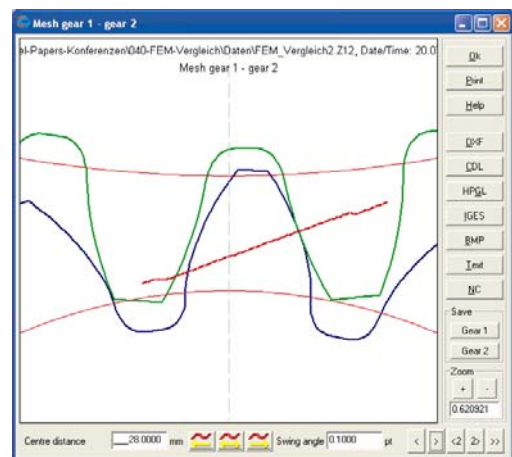 Mesh gear 1 - gear 2
el-Papers-Konferenzen\040-FEM-Vergleich\Daten\FEM_Vergleich2.Z12, Date/Time: 20.0
Mesh gear 1 - gear 2
Ok
Print
Help
DXF
CDL
HPGL
IGES
BMP
Text
NC
Save
Gear 1
Gear 2
Zoom
+ -
0.620921
Centre distance __28.0000 mm Swing angle 0.1000 pt < > <2 2> >>